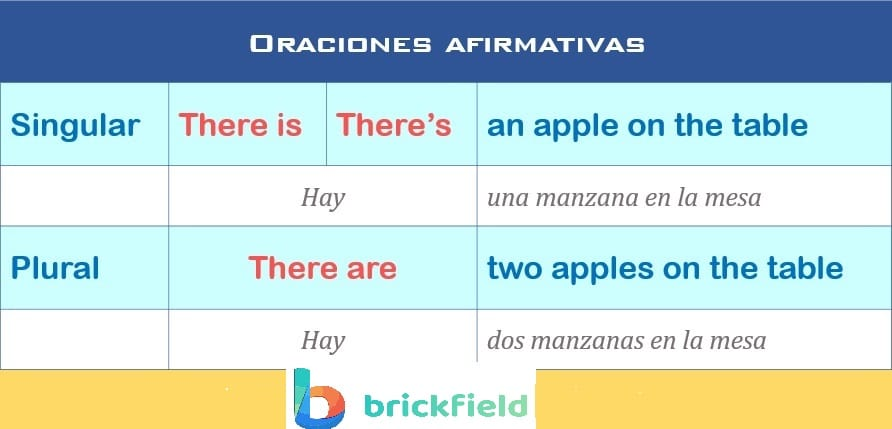 ORACIONES AFIRMATIVAS
Singular There is There’s an apple on the table
Hay una manzana en la mesa
Plural There are two apples on the table
Hay dos manzanas en la mesa
brickfield